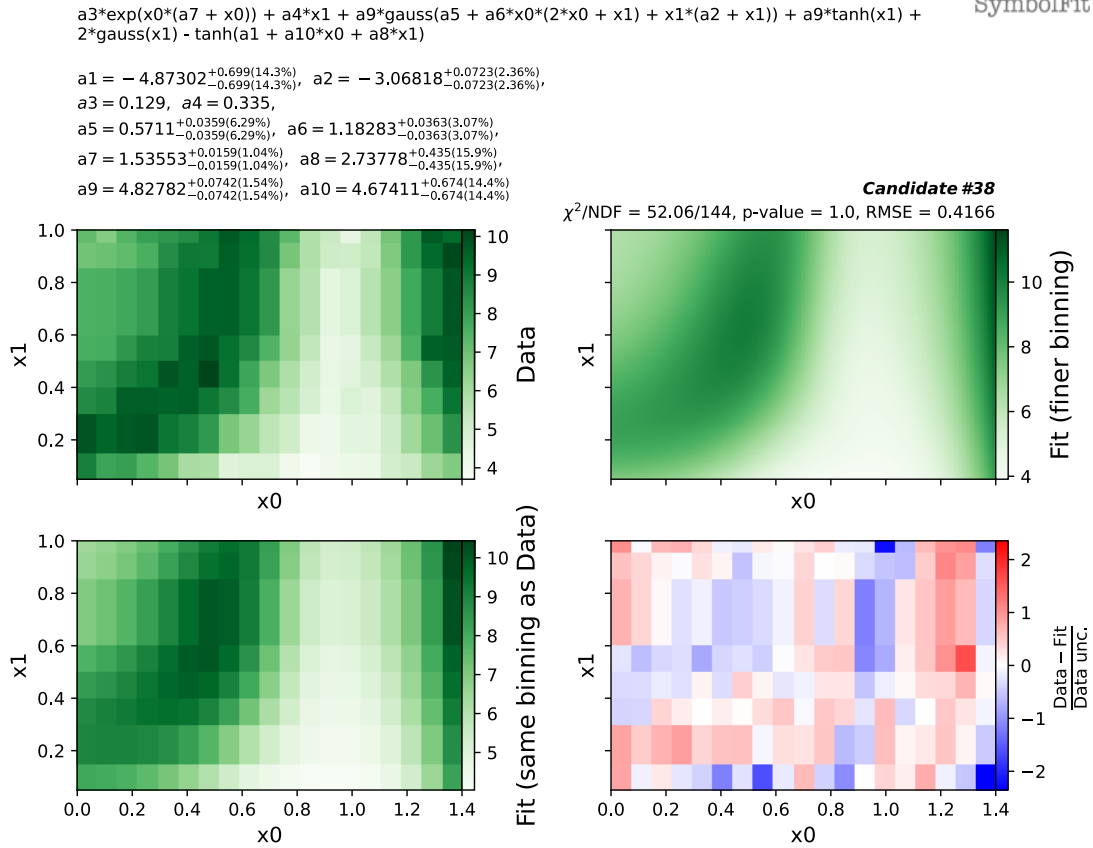 SymbolFit
a3*exp(x0*(a7 + x0)) + a4*x1 + a9*gauss(a5 + a6*x0*(2*x0 + x1) + x1*(a2 + x1)) + a9*tanh(x1) +
2*gauss(x1) - tanh(a1 + a10*x0 + a8*x1)
a1 = −4.87302 +0.699(14.3%) −0.699(14.3%), a2 = −3.06818 +0.0723(2.36%) −0.0723(2.36%),
a3 = 0.129, a4 = 0.335,
a5 = 0.5711 +0.0359(6.29%) −0.0359(6.29%), a6 = 1.18283 +0.0363(3.07%) −0.0363(3.07%),
a7 = 1.53553 +0.0159(1.04%) −0.0159(1.04%), a8 = 2.73778 +0.435(15.9%) −0.435(15.9%),
a9 = 4.82782 +0.0742(1.54%) −0.0742(1.54%), a10 = 4.67411 +0.674(14.4%) −0.674(14.4%)
Candidate #38
χ²/NDF = 52.06/144, p-value = 1.0, RMSE = 0.4166
1.0
0.8
0.6
0.4
0.2
x1
x0
10
9
8
7
6
5
4
Data
x1
x0
10
8
6
4
Fit (finer binning)
1.0
0.8
0.6
0.4
0.2
x1
0.0 0.2 0.4 0.6 0.8 1.0 1.2 1.4
x0
10
9
8
7
6
5
Fit (same binning as Data)
x1
0.0 0.2 0.4 0.6 0.8 1.0 1.2 1.4
x0
2
1
0
−1
−2
Data − Fit
Data unc.